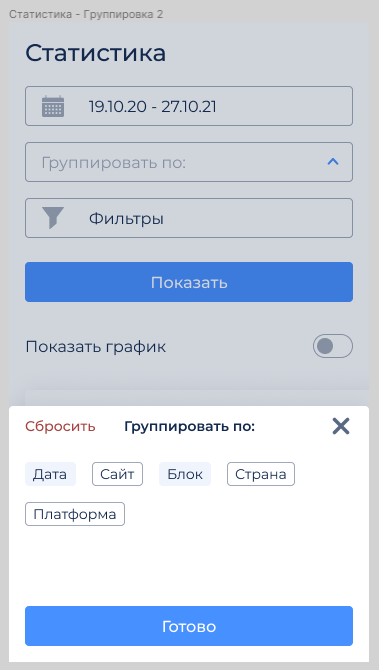 Статистика - Группировка 2
Статистика
19.10.20 - 27.10.21
Группировать по:
Фильтры
Показать
Показать график
Сбросить Группировать по:
Дата Сайт Блок Страна
Платформа
Готово